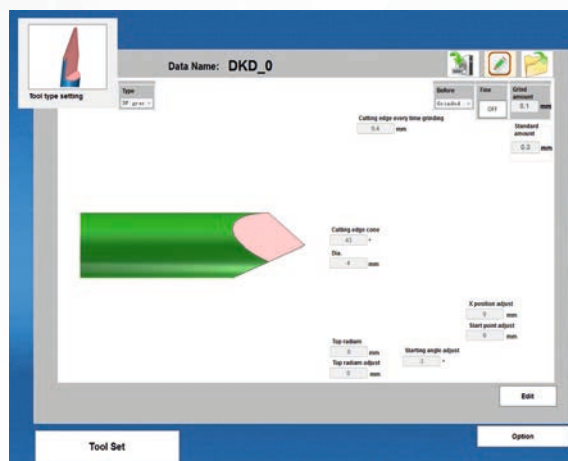 Data Name: DKD_0
Tool type setting
Type
Before
Fine
OFF
Grind
amount
0.1 mm
Cutting edge every time grinding
0.4 mm
Standard
amount
0.3 mm
Cutting edge cone
Dia.
4 mm
X position adjust
0 mm
Start point adjust
0 mm
Top radium
0 mm
Top radium adjust
0 mm
Starting angle adjust
Edit
Tool Set
Option